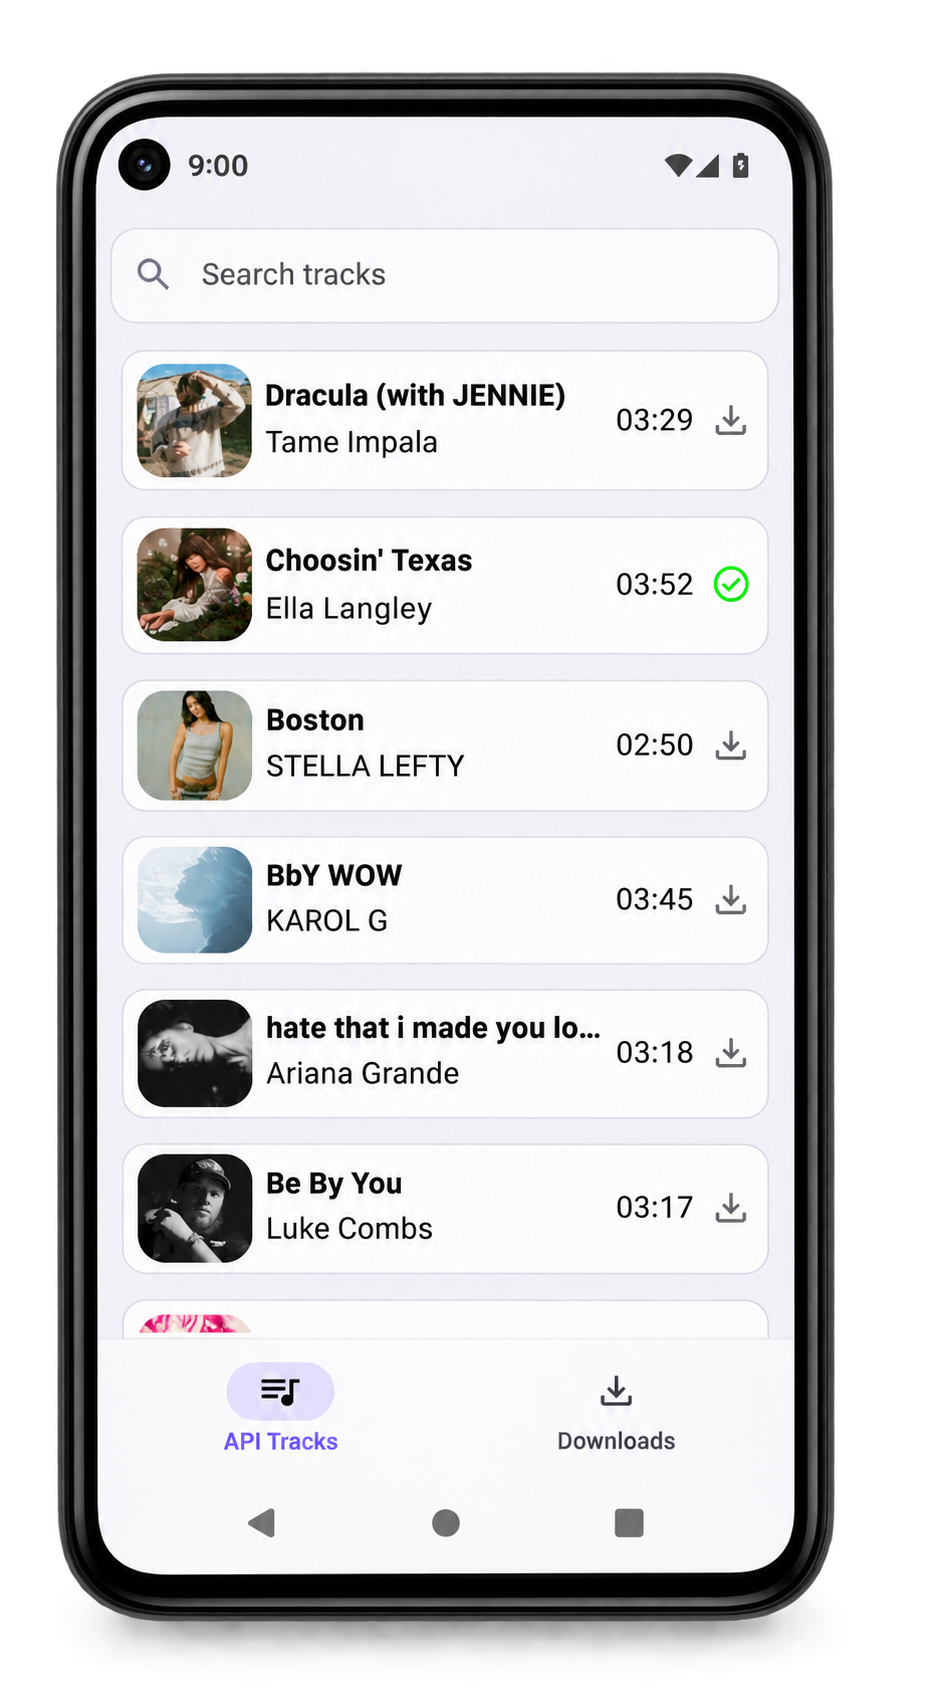 9:00
Search tracks
Dracula (with JENNIE)
Tame Impala
03:29
Choosin' Texas
Ella Langley
03:52
Boston
STELLA LEFTY
02:50
BbY WOW
KAROL G
03:45
hate that i made you lo...
Ariana Grande
03:18
Be By You
Luke Combs
03:17
API Tracks
Downloads